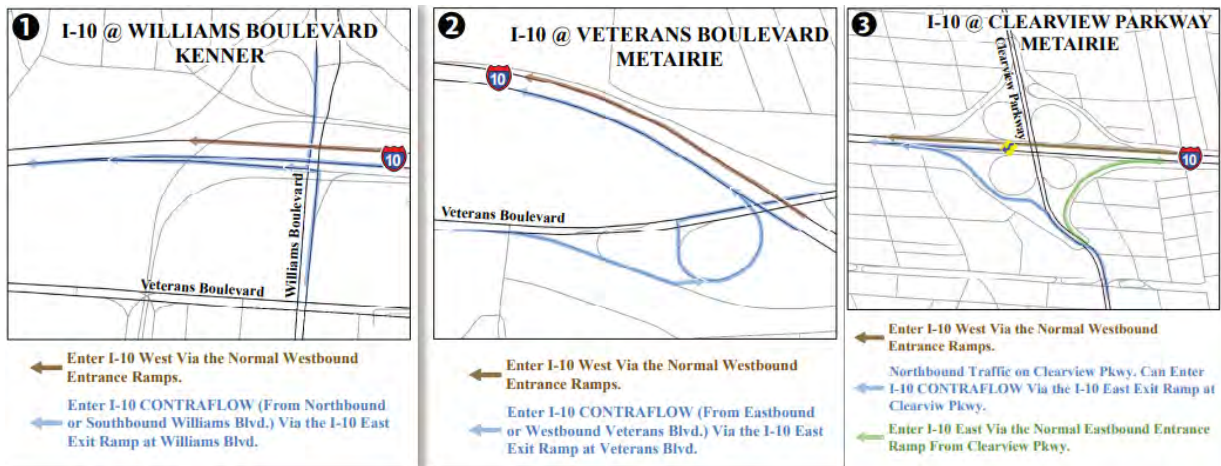 1
I-10 @ WILLIAMS BOULEVARD
KENNER
10
Williams Boulevard
Veterans Boulevard
Enter I-10 West Via the Normal Westbound
Entrance Ramps.
Enter I-10 CONTRAFLOW (From Northbound
or Southbound Williams Blvd.) Via the I-10 East
Exit Ramp at Williams Blvd.
2
I-10 @ VETERANS BOULEVARD
METAIRIE
10
Veterans Boulevard
Enter I-10 West Via the Normal Westbound
Entrance Ramps.
Enter I-10 CONTRAFLOW (From Eastbound
or Westbound Veterans Blvd.) Via the I-10 East
Exit Ramp at Veterans Blvd.
3
I-10 @ CLEARVIEW PARKWAY
METAIRIE
Clearview Parkway
10
Enter I-10 West Via the Normal Westbound
Entrance Ramps.
Northbound Traffic on Clearview Pkwy. Can Enter
I-10 CONTRAFLOW Via the I-10 East Exit Ramp at
Clearviw Pkwy.
Enter I-10 East Via the Normal Eastbound Entrance
Ramp From Clearview Pkwy.